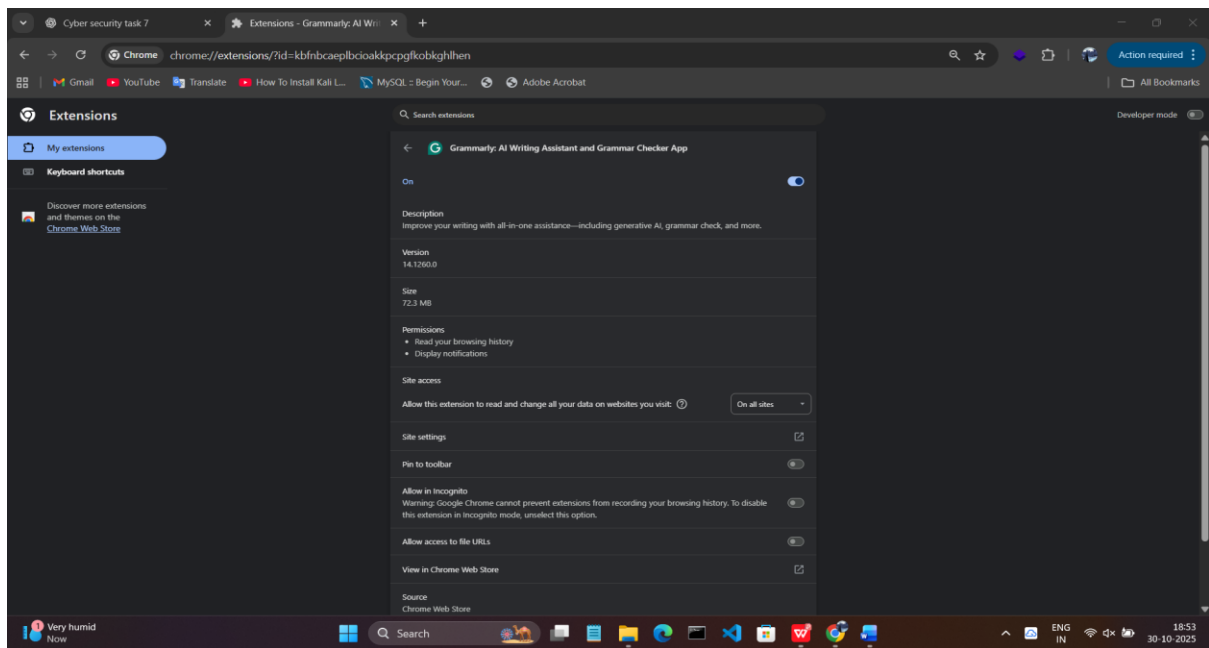 Cyber security task 7
Extensions - Grammarly: AI Wri
Chrome
chrome://extensions/?id=kbfnbcaeplbcioakkpcpgfkobkghlhen
Action required
Gmail
YouTube
Translate
How To Install Kali L...
MySQL :: Begin Your...
Adobe Acrobat
All Bookmarks
Extensions
Search extensions
Developer mode
My extensions
Keyboard shortcuts
Discover more extensions
and themes on the
Chrome Web Store
Grammarly: AI Writing Assistant and Grammar Checker App
On
Description
Improve your writing with all-in-one assistance—including generative AI, grammar check, and more.
Version
14.1260.0
Size
72.3 MB
Permissions
• Read your browsing history
• Display notifications
Site access
Allow this extension to read and change all your data on websites you visit:
On all sites
Site settings
Pin to toolbar
Allow in Incognito
Warning: Google Chrome cannot prevent extensions from recording your browsing history. To disable
this extension in Incognito mode, unselect this option.
Allow access to file URLs
View in Chrome Web Store
Source
Chrome Web Store
1
Very humid
Now
Search
ENG
IN
18:53
30-10-2025